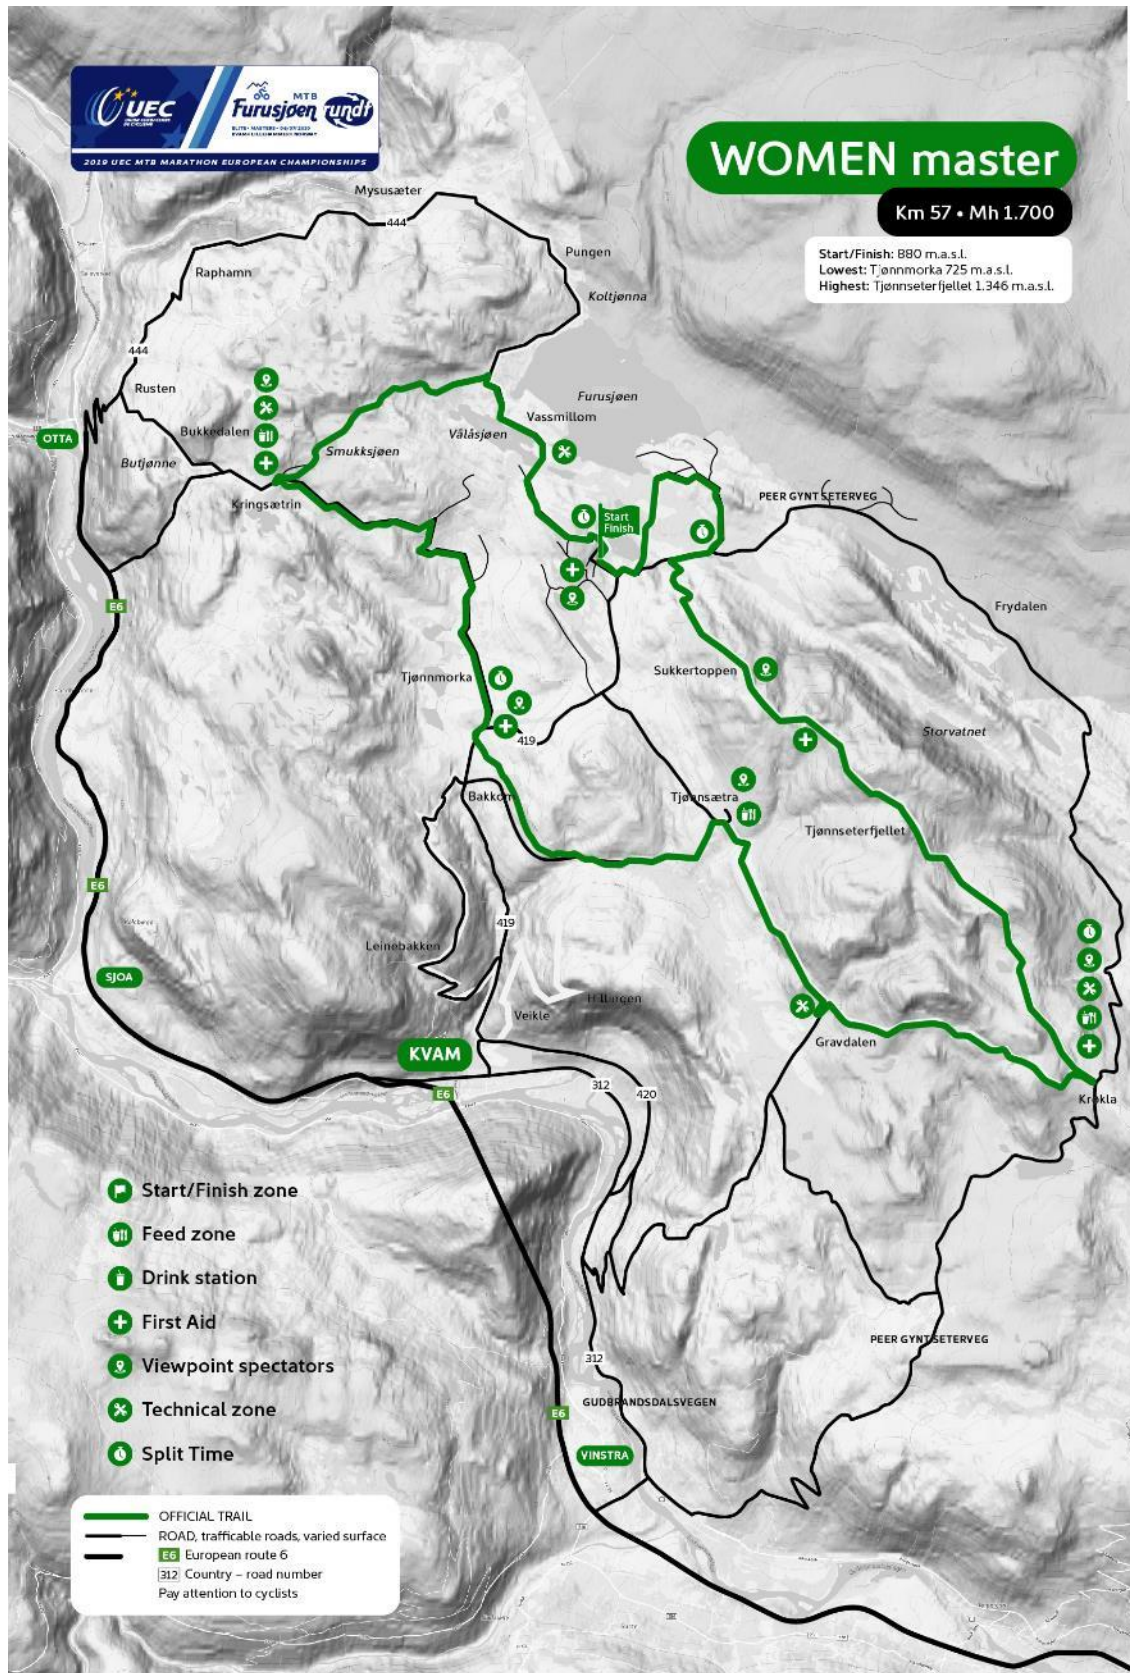 UEC
MTB
Furusjøen rundt
2019 UEC MTB MARATHON EUROPEAN CHAMPIONSHIPS
WOMEN master
Km 57 • Mh 1.700
Start/Finish: 880 m.a.s.l.
Lowest: Tjønnmorka 725 m.a.s.l.
Highest: Tjønnseterfjellet 1.346 m.a.s.l.
Mysusæter
444
Pungen
Raphamn
Koltjønna
444
Rusten
Furusjøen
Vassmillom
Bukkedalen
Vålåsjøen
OTTA
Smukksjøen
Butjønne
Kringsætrin
PEER GYNT SETERVEG
Start
Finish
E6
Frydalen
Sukkertoppen
Tjønnmorka
Storvatnet
419
Bakkom
Tjønnsætra
Tjønnseterfjellet
E6
419
Leinebakken
SJOA
Hillingen
Veikle
Gravdalen
KVAM
312
420
E6
Krøkla
Start/Finish zone
Feed zone
Drink station
First Aid
Viewpoint spectators
Technical zone
Split Time
PEER GYNT SETERVEG
312
GUDBRANDSDALSVEGEN
E6
VINSTRA
OFFICIAL TRAIL
ROAD, trafficable roads, varied surface
E6 European route 6
312 Country – road number
Pay attention to cyclists